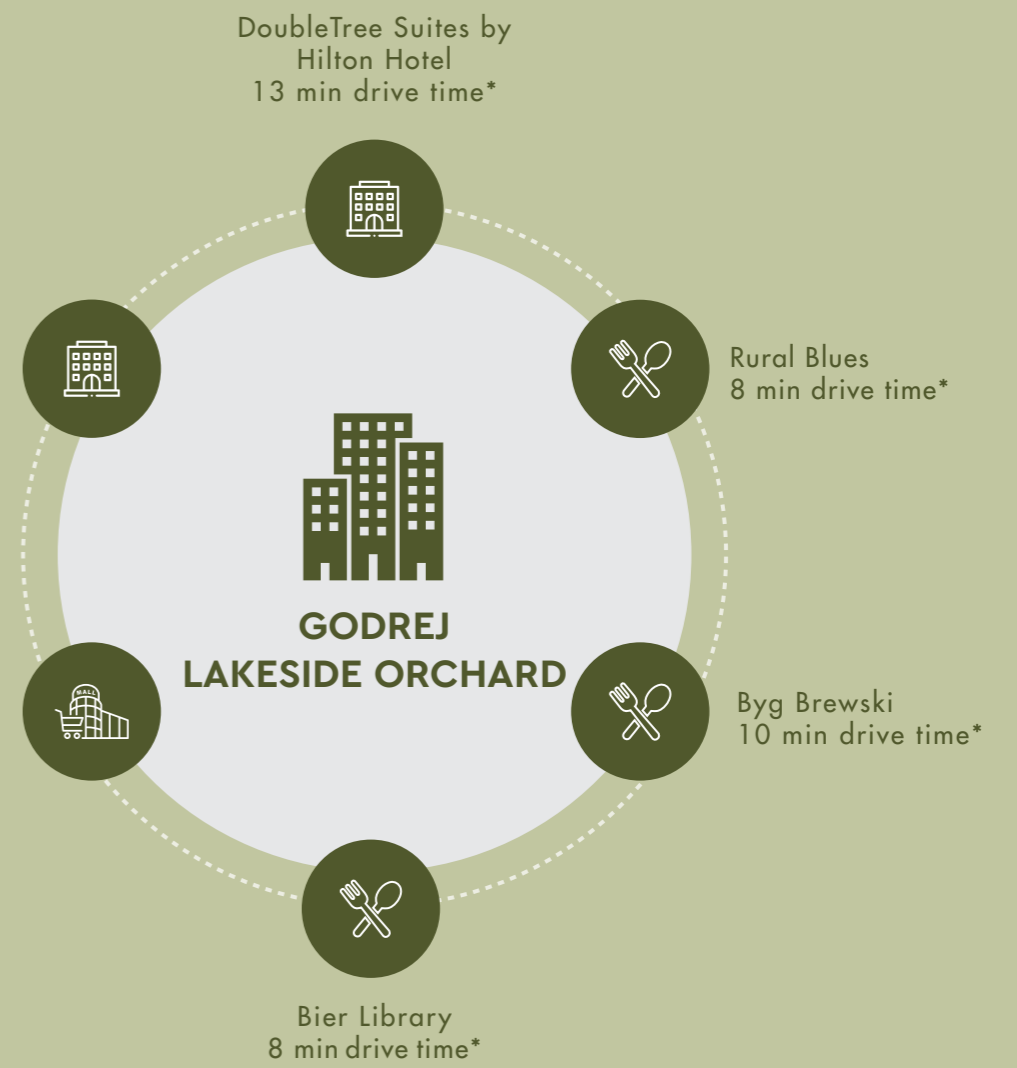 DoubleTree Suites by
Hilton Hotel
13 min drive time*
Rural Blues
8 min drive time*
GODREJ
LAKESIDE ORCHARD
MALL
Byg Brewski
10 min drive time*
Bier Library
8 min drive time*